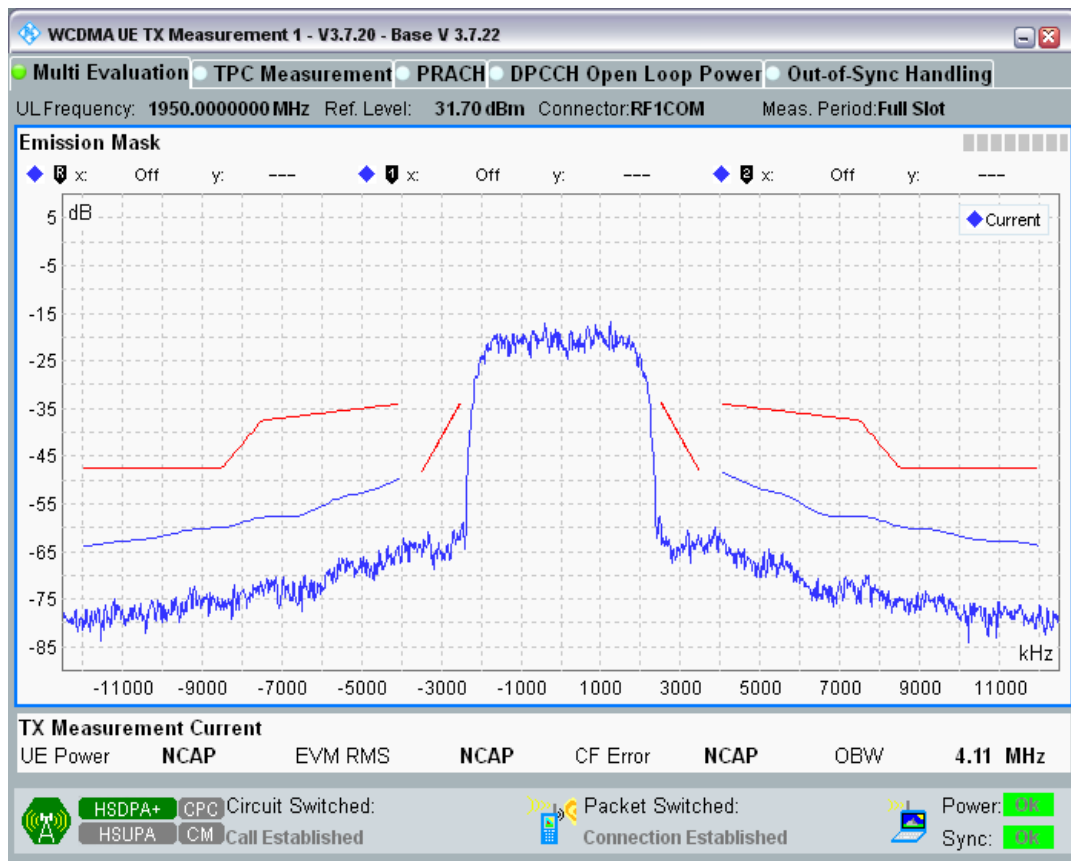 WCDMA UE TX Measurement 1 - V3.7.20 - Base V 3.7.22
Multi Evaluation TPC Measurement PRACH DPCCH Open Loop Power Out-of-Sync Handling
UL Frequency: 1950.0000000 MHz Ref. Level: 31.70 dBm Connector: RF1COM Meas. Period: Full Slot
Emission Mask
R x: Off y: --- 1 x: Off y: --- 2 x: Off y: ---
dB
Current
5
-5
-15
-25
-35
-45
-55
-65
-75
-85
kHz
-11000 -9000 -7000 -5000 -3000 -1000 1000 3000 5000 7000 9000 11000
TX Measurement Current
UE Power NCAP EVM RMS NCAP CF Error NCAP OBW 4.11 MHz
HSDPA+ CPC Circuit Switched: Packet Switched: Power: Ok
HSUPA CM Call Established Connection Established Sync: Ok